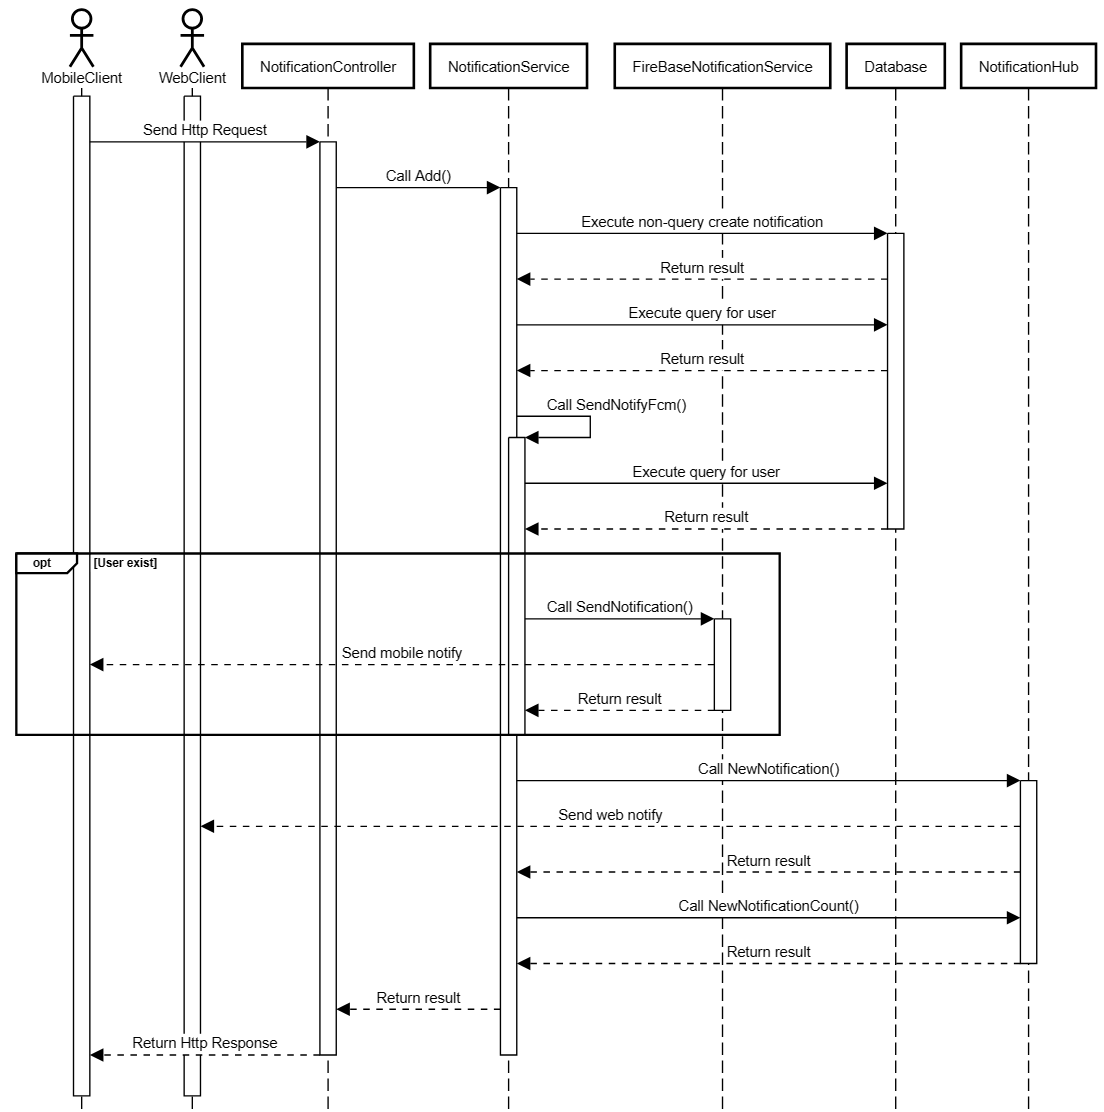 MobileClient
WebClient
NotificationController
NotificationService
FireBaseNotificationService
Database
NotificationHub
Send Http Request
Call Add()
Execute non-query create notification
Return result
Execute query for user
Return result
Call SendNotifyFcm()
Execute query for user
Return result
opt
[User exist]
Call SendNotification()
Send mobile notify
Return result
Call NewNotification()
Send web notify
Return result
Call NewNotificationCount()
Return result
Return result
Return Http Response